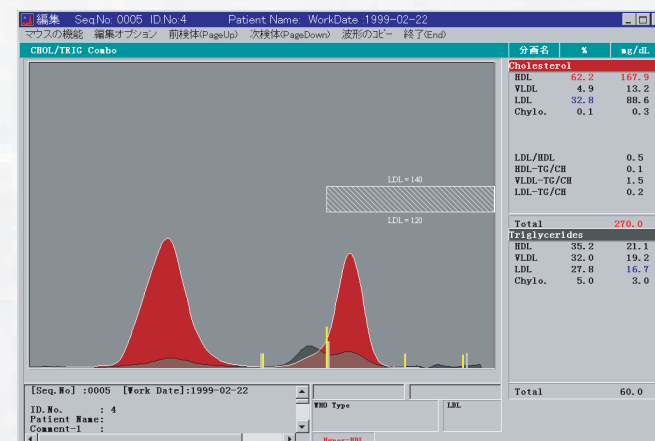 編集 Seq.No: 0005 ID.No:4 Patient Name: WorkDate :1999-02-22
マウスの機能 編集オプション 前検体(PageUp) 次検体(PageDown) 波形のコピー 終了(End)
CHOL/TRIG Combo 分画名 % mg/dL
Cholesterol
HDL 62.2 167.9
VLDL 4.9 13.2
LDL 32.8 88.6
Chylo. 0.1 0.3
LDL/HDL 0.5
HDL-TG/CH 0.1
VLDL-TG/CH 1.5
LDL-TG/CH 0.2
LDL=140
LDL=120
Total 270.0
Triglycerides
HDL 35.2 21.1
VLDL 32.0 19.2
LDL 27.8 16.7
Chylo. 5.0 3.0
Total 60.0
[Seq.No] :0005 [Work Date]:1999-02-22
ID.No. : 4
Patient Name:
Comment-1 :
WHO Type LDL
Hyper-HDL